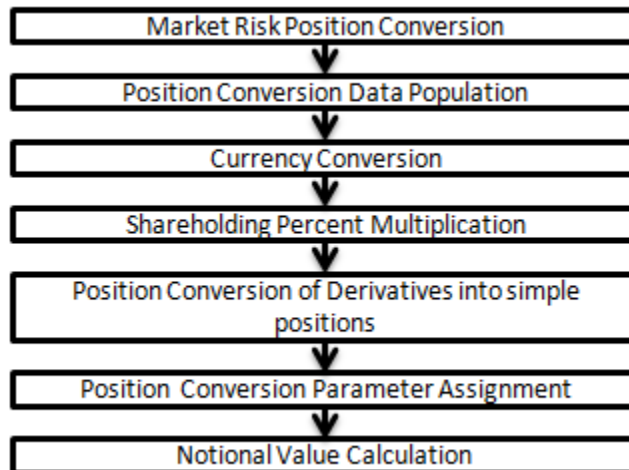 Market Risk Position Conversion
Position Conversion Data Population
Currency Conversion
Shareholding Percent Multiplication
Position Conversion of Derivatives into simple
positions
Position Conversion Parameter Assignment
Notional Value Calculation